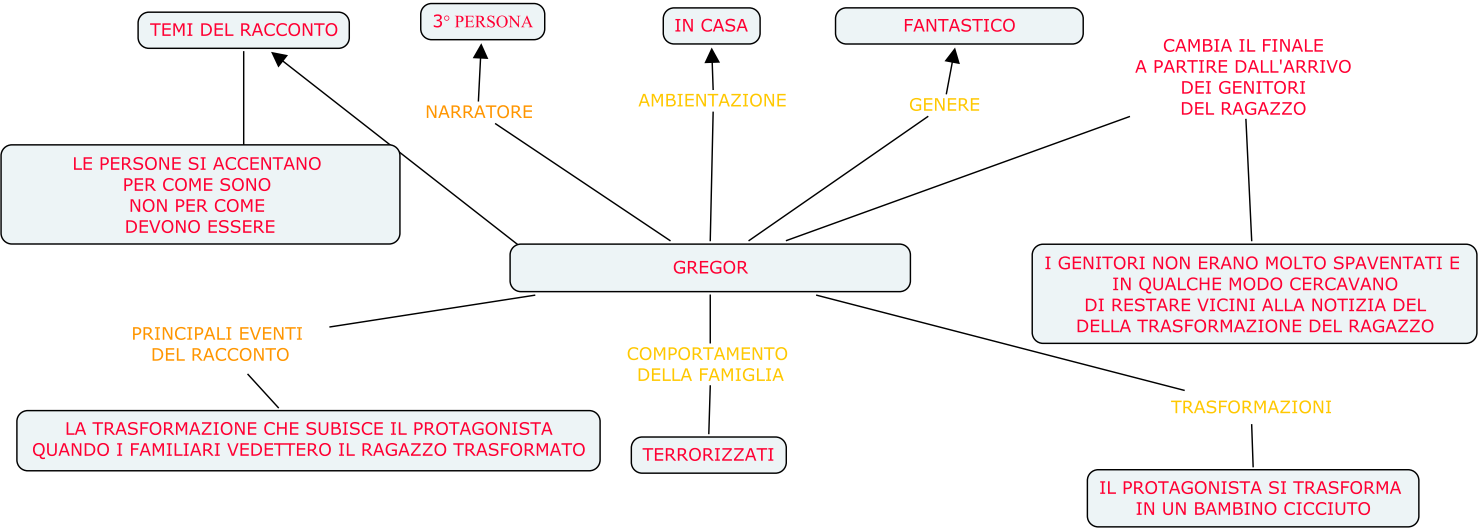 TEMI DEL RACCONTO
3° PERSONA
IN CASA
FANTASTICO
CAMBIA IL FINALE
A PARTIRE DALL'ARRIVO
DEI GENITORI
DEL RAGAZZO
NARRATORE
AMBIENTAZIONE
GENERE
LE PERSONE SI ACCENTANO
PER COME SONO
NON PER COME
DEVONO ESSERE
GREGOR
I GENITORI NON ERANO MOLTO SPAVENTATI E
IN QUALCHE MODO CERCAVANO
DI RESTARE VICINI ALLA NOTIZIA DEL
DELLA TRASFORMAZIONE DEL RAGAZZO
PRINCIPALI EVENTI
DEL RACCONTO
COMPORTAMENTO
DELLA FAMIGLIA
TRASFORMAZIONI
LA TRASFORMAZIONE CHE SUBISCE IL PROTAGONISTA
QUANDO I FAMILIARI VEDETTERO IL RAGAZZO TRASFORMATO
TERRORIZZATI
IL PROTAGONISTA SI TRASFORMA
IN UN BAMBINO CICCIUTO